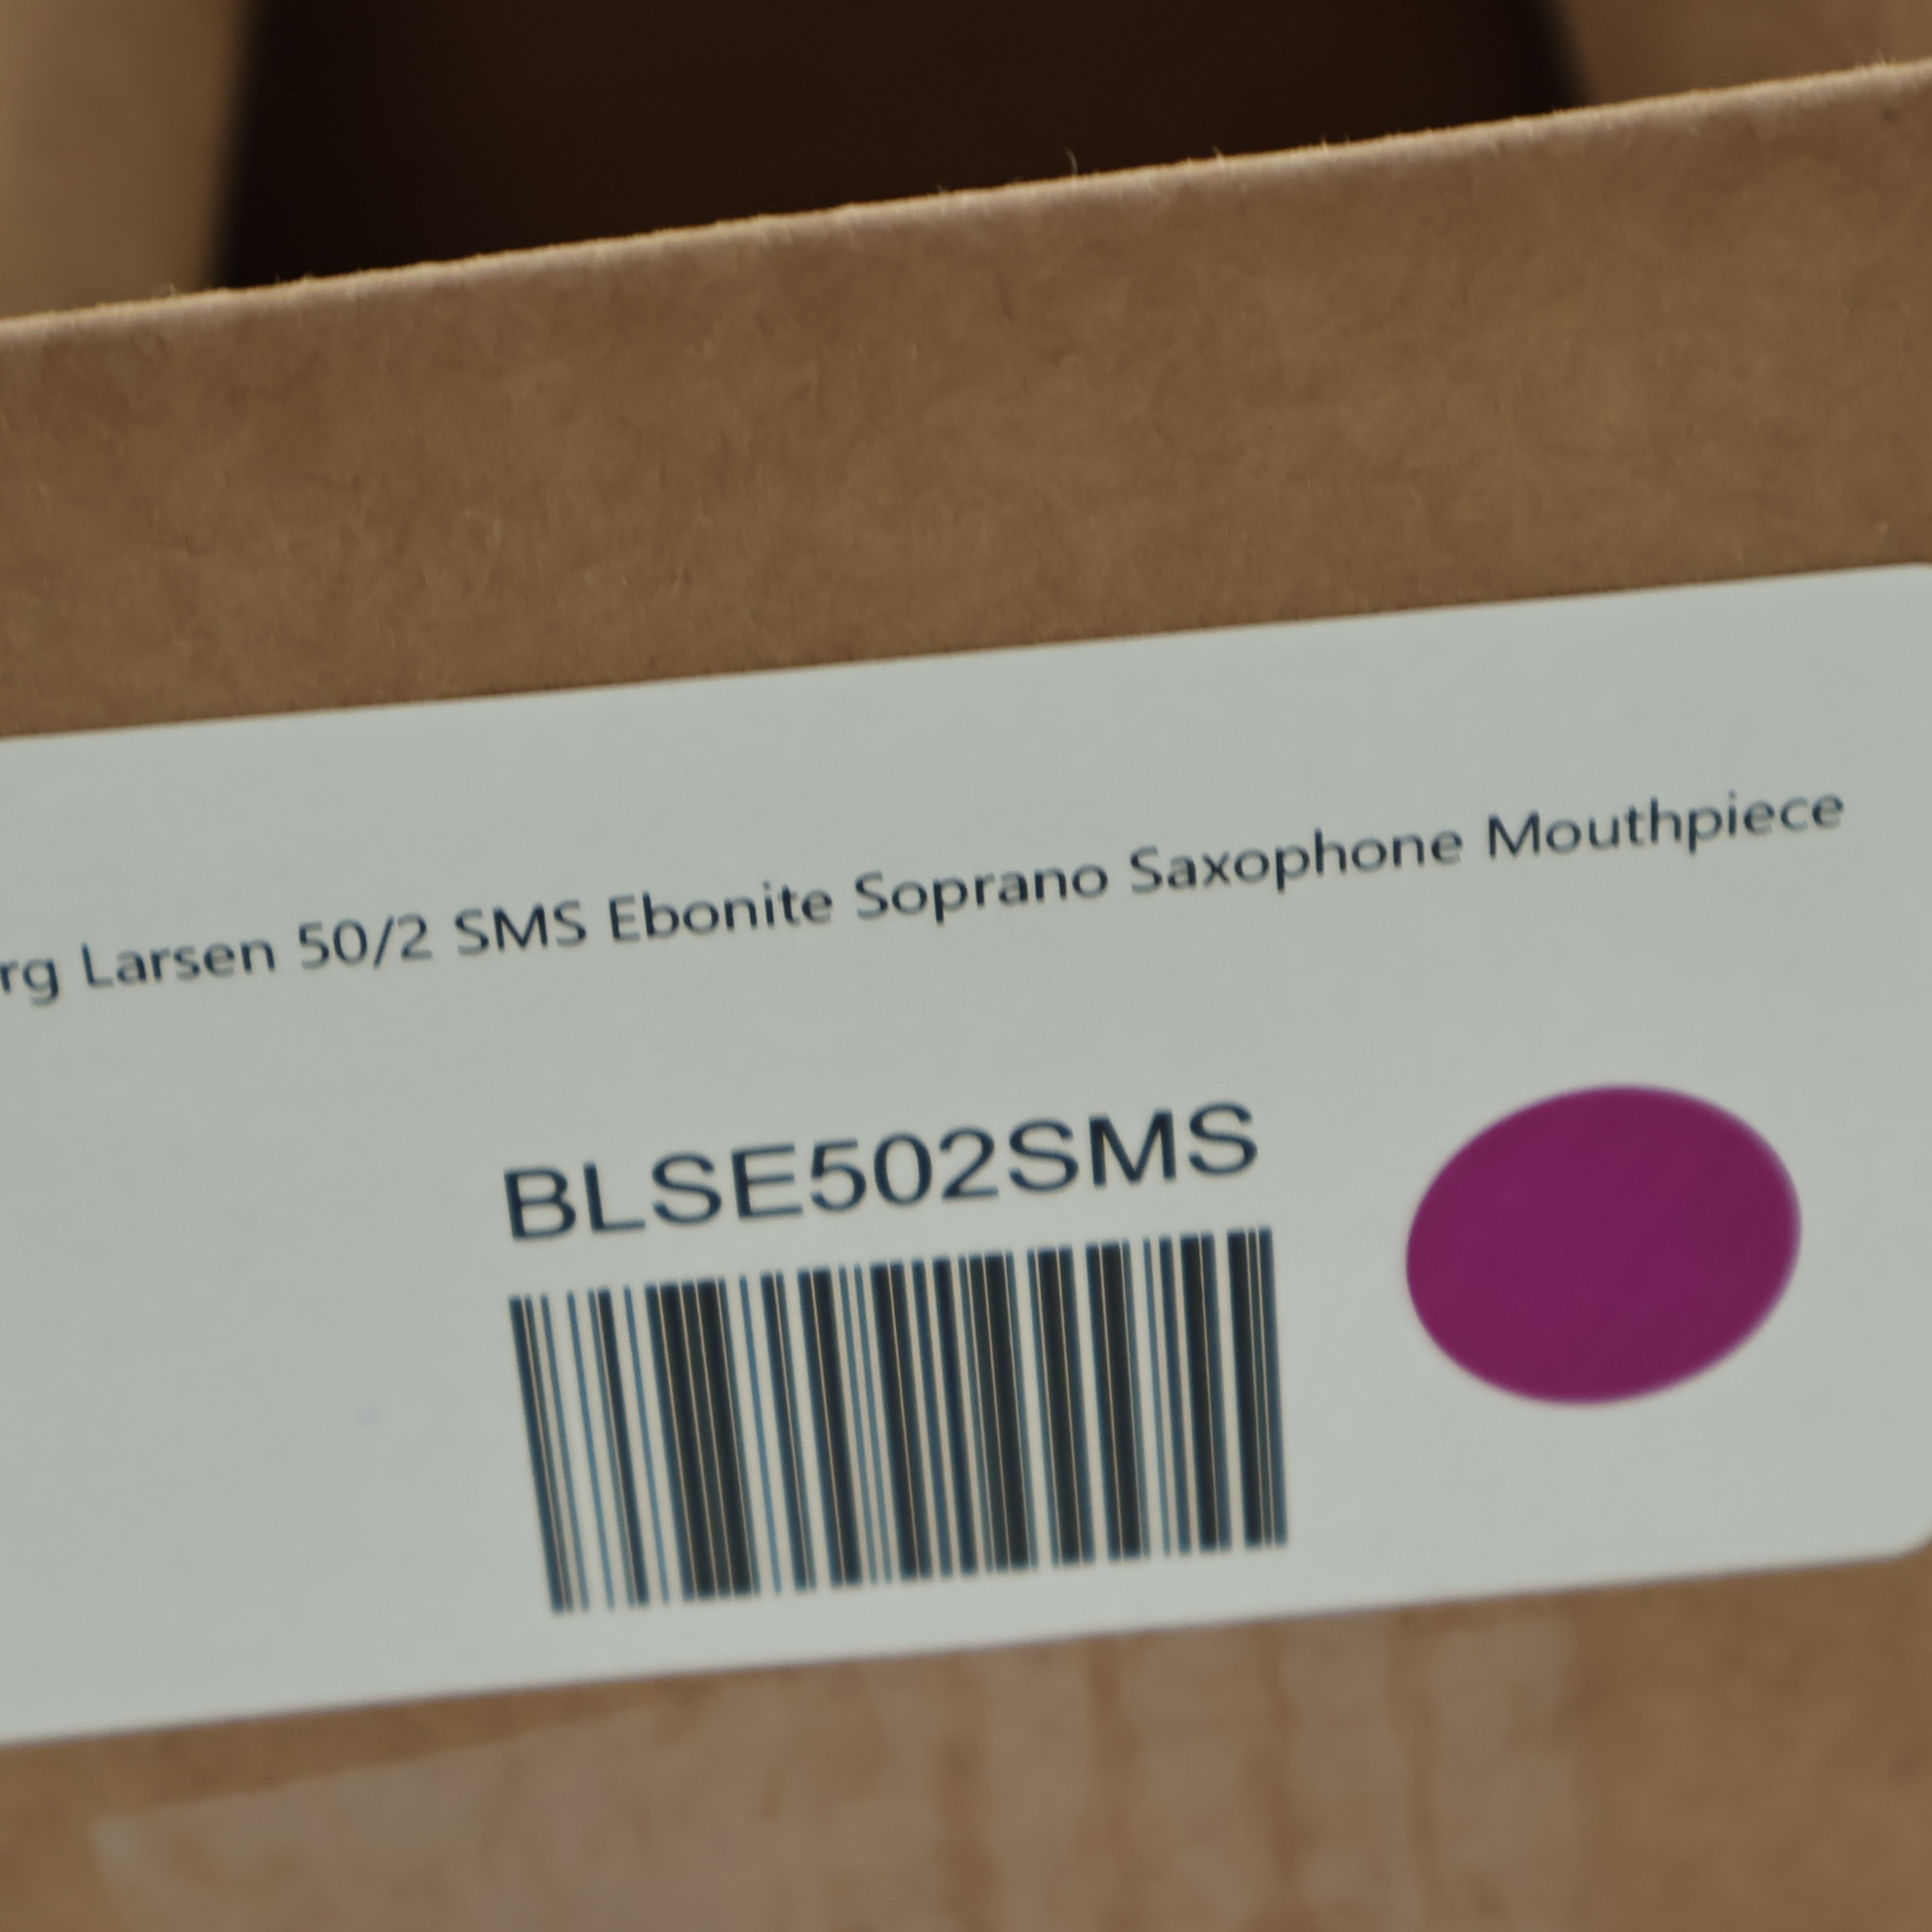 rg Larsen 50/2 SMS Ebonite Soprano Saxophone Mouthpiece
BLSE502SMS